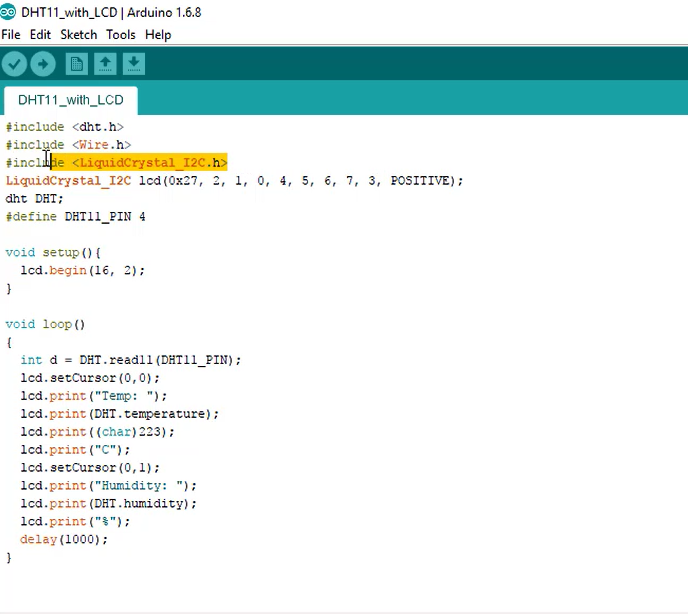 DHT11_with_LCD | Arduino 1.6.8
File Edit Sketch Tools Help
DHT11_with_LCD
#include <dht.h>
#include <Wire.h>
#include <LiquidCrystal_I2C.h>
LiquidCrystal_I2C lcd(0x27, 2, 1, 0, 4, 5, 6, 7, 3, POSITIVE);
dht DHT;
#define DHT11_PIN 4
void setup(){
lcd.begin(16, 2);
}
void loop()
{
int d = DHT.read11(DHT11_PIN);
lcd.setCursor(0,0);
lcd.print("Temp: ");
lcd.print(DHT.temperature);
lcd.print((char)223);
lcd.print("C");
lcd.setCursor(0,1);
lcd.print("Humidity: ");
lcd.print(DHT.humidity);
lcd.print("%");
delay(1000);
}